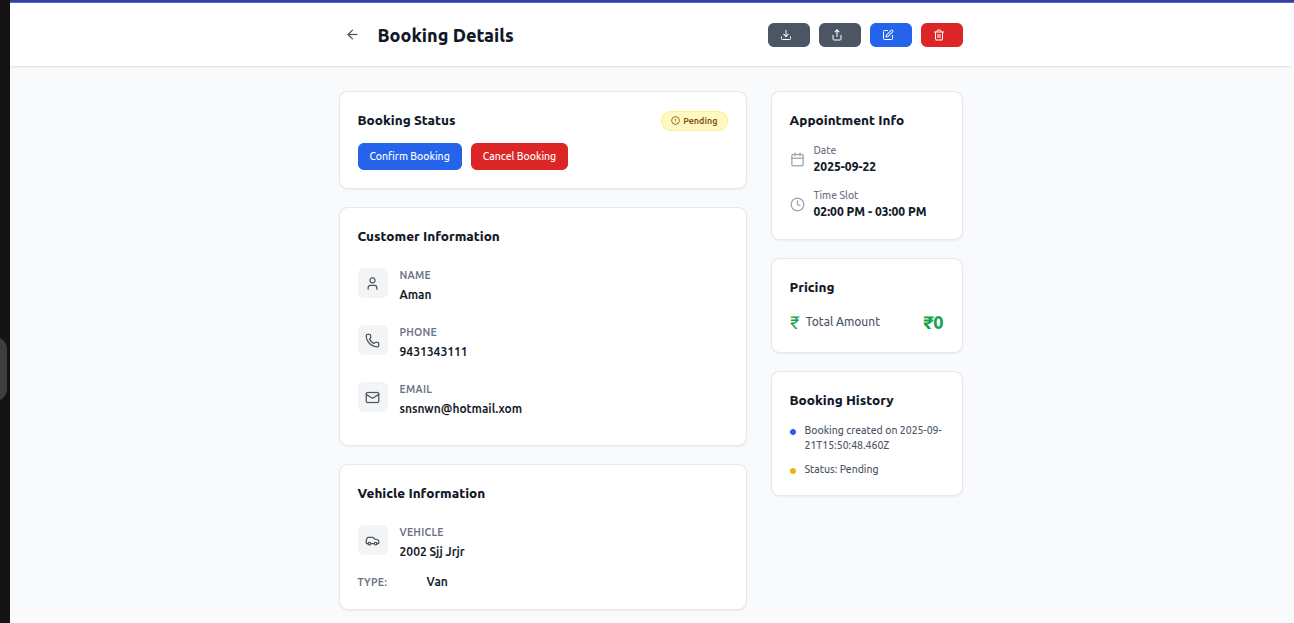 Booking Details
Booking Status
Pending
Confirm Booking
Cancel Booking
Customer Information
NAME
Aman
PHONE
9431343111
EMAIL
snsnwn@hotmail.xom
Vehicle Information
VEHICLE
2002 Sjj Jrjr
TYPE: Van
Appointment Info
Date
2025-09-22
Time Slot
02:00 PM - 03:00 PM
Pricing
₹ Total Amount ₹0
Booking History
Booking created on 2025-09-
21T15:50:48.460Z
Status: Pending